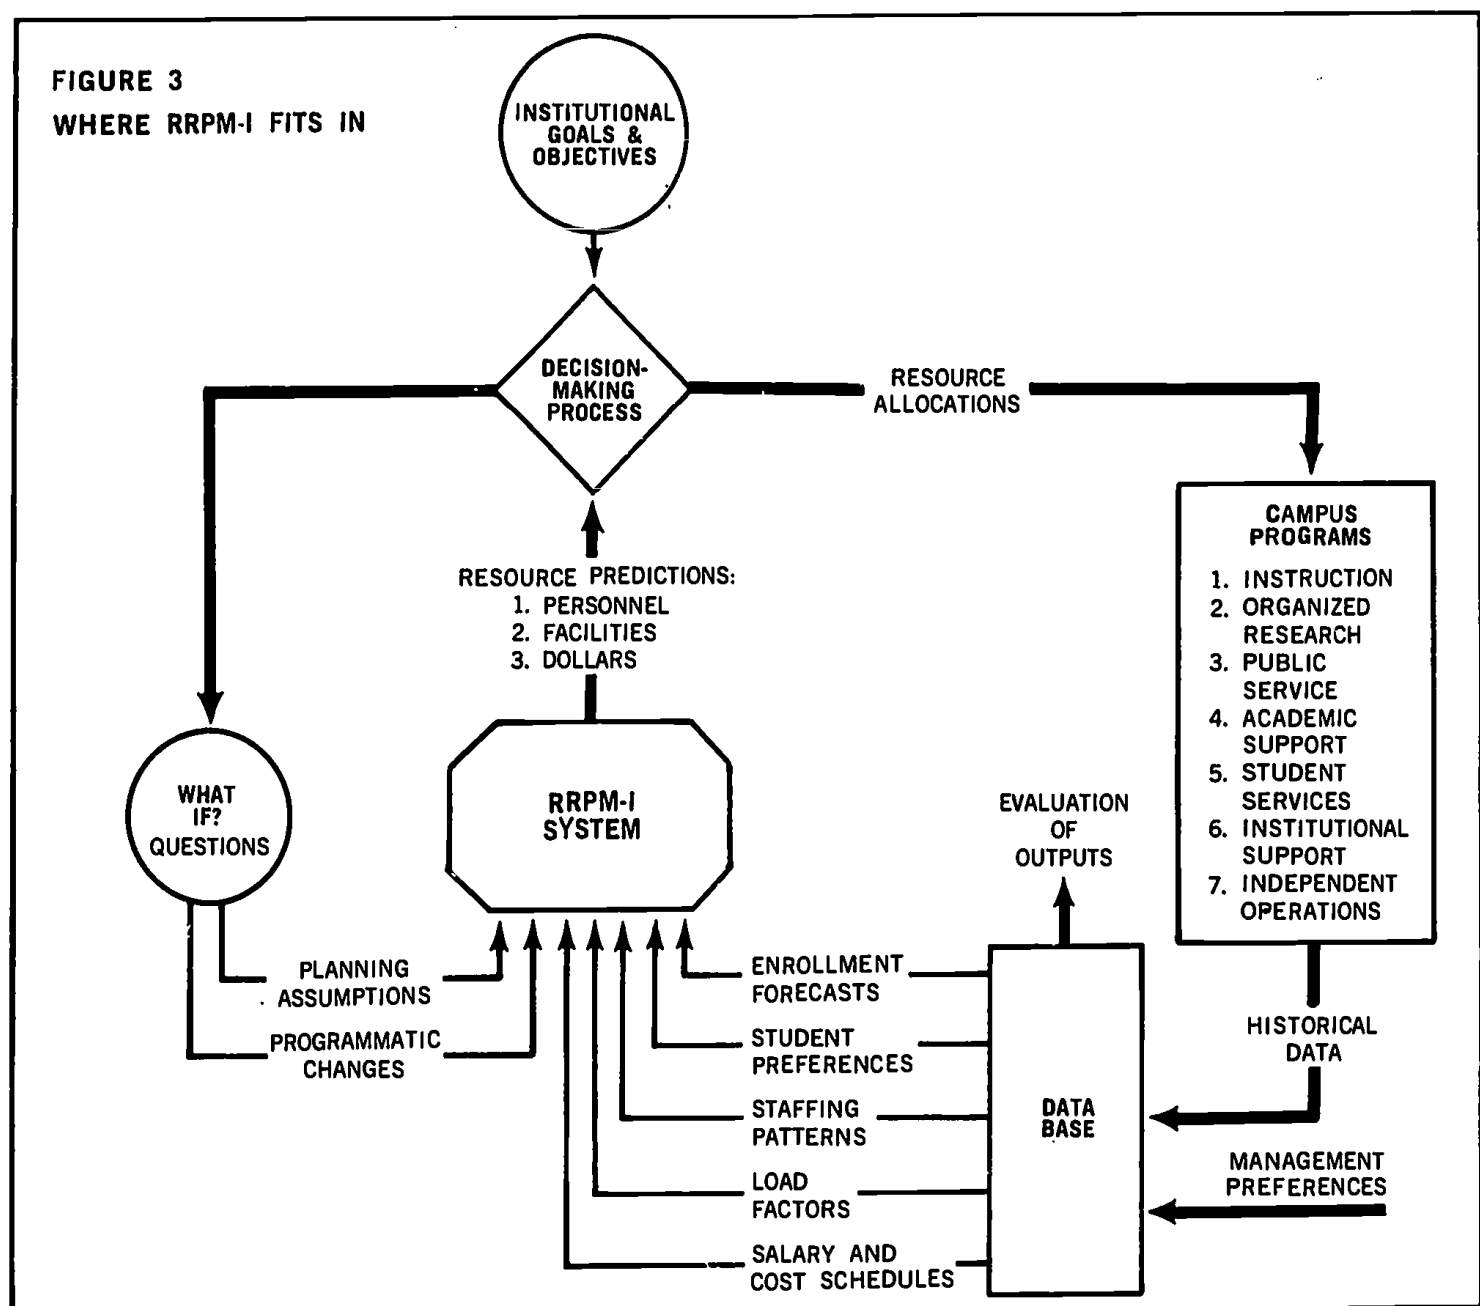 FIGURE 3
WHERE RRPM-I FITS IN
INSTITUTIONAL
GOALS &
OBJECTIVES
DECISION-
MAKING
PROCESS
RESOURCE
ALLOCATIONS
CAMPUS
PROGRAMS
1. INSTRUCTION
2. ORGANIZED
RESEARCH
3. PUBLIC
SERVICE
4. ACADEMIC
SUPPORT
5. STUDENT
SERVICES
6. INSTITUTIONAL
SUPPORT
7. INDEPENDENT
OPERATIONS
RESOURCE PREDICTIONS:
1. PERSONNEL
2. FACILITIES
3. DOLLARS
WHAT
IF?
QUESTIONS
RRPM-I
SYSTEM
EVALUATION
OF
OUTPUTS
PLANNING
ASSUMPTIONS
PROGRAMMATIC
CHANGES
ENROLLMENT
FORECASTS
STUDENT
PREFERENCES
STAFFING
PATTERNS
LOAD
FACTORS
SALARY AND
COST SCHEDULES
DATA
BASE
HISTORICAL
DATA
MANAGEMENT
PREFERENCES